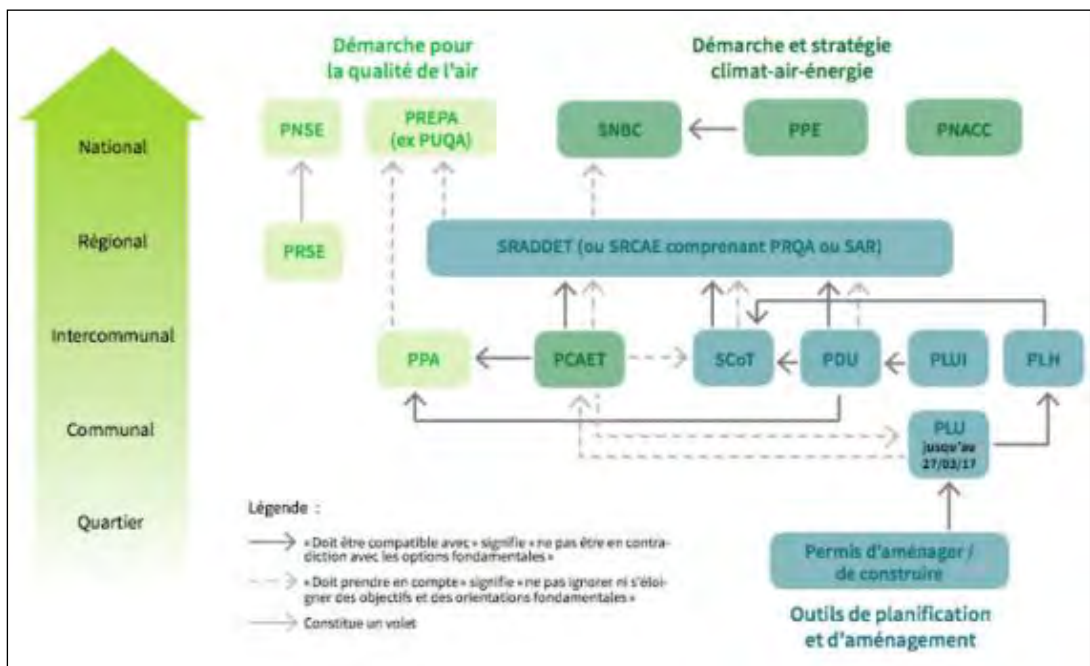 Démarche pour
la qualité de l'air
Démarche et stratégie
climat-air-énergie
National
PNSE
PREPA
(ex PUQA)
SNBC
PPE
PNACC
Régional
PRSE
SRADDET (ou SRCAE comprenant PRQA ou SAR)
Intercommunal
PPA
PCAET
SCoT
PDU
PLUI
PLH
Communal
PLU
jusqu'au
27/03/17
Quartier
Légende :
« Doit être compatible avec » signifie « ne pas être en contra-
diction avec les options fondamentales »
« Doit prendre en compte » signifie « ne pas ignorer ni s'éloi-
gner des objectifs et des orientations fondamentales »
Constitue un volet
Permis d'aménager /
de construire
Outils de planification
et d'aménagement